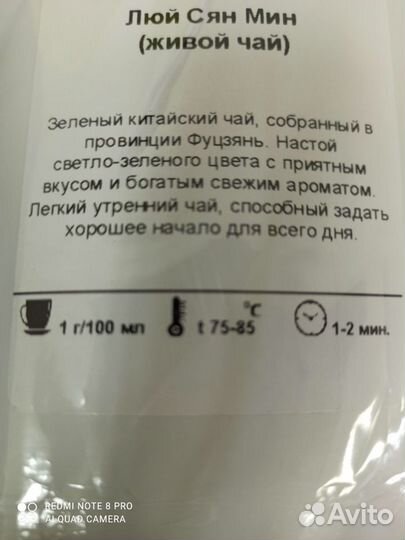 Люй Сян Мин
(живой чай)
Зеленый китайский чай, собранный в
провинции Фуцзянь. Настой
светло-зеленого цвета с приятным
вкусом и богатым свежим ароматом.
Легкий утренний чай, способный задать
хорошее начало для всего дня.
1 г/100 мл
t 75-85 °C
1-2 мин.
REDMI NOTE 8 PRO
AI QUAD CAMERA
Avito